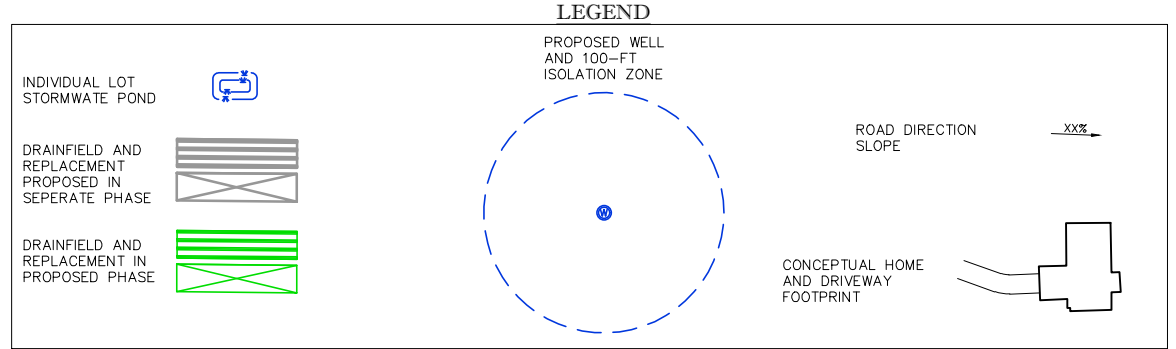 LEGEND
INDIVIDUAL LOT
STORMWATE POND
DRAINFIELD AND
REPLACEMENT
PROPOSED IN
SEPERATE PHASE
DRAINFIELD AND
REPLACEMENT IN
PROPOSED PHASE
PROPOSED WELL
AND 100-FT
ISOLATION ZONE
W
ROAD DIRECTION
SLOPE
XX%
CONCEPTUAL HOME
AND DRIVEWAY
FOOTPRINT